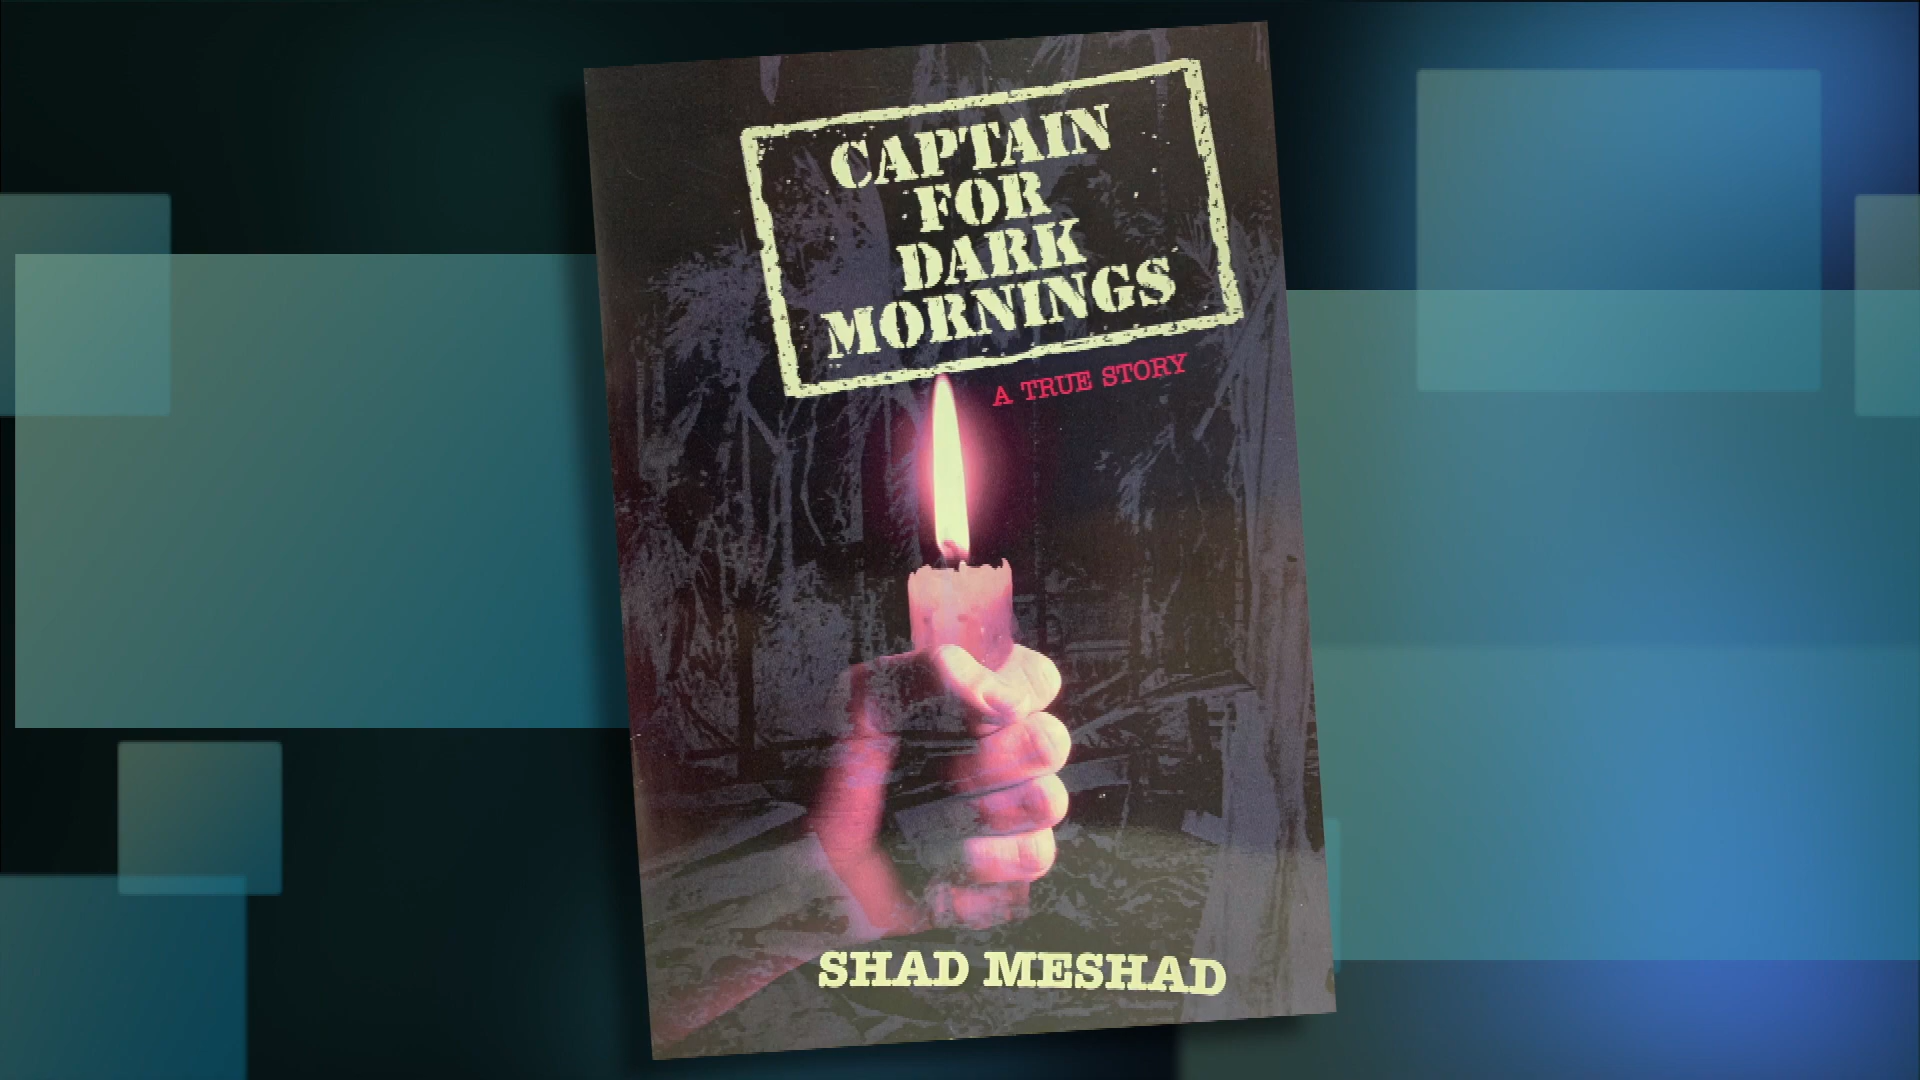 CAPTAIN
FOR
DARK
MORNINGS
A TRUE STORY
SHAD MESHAD